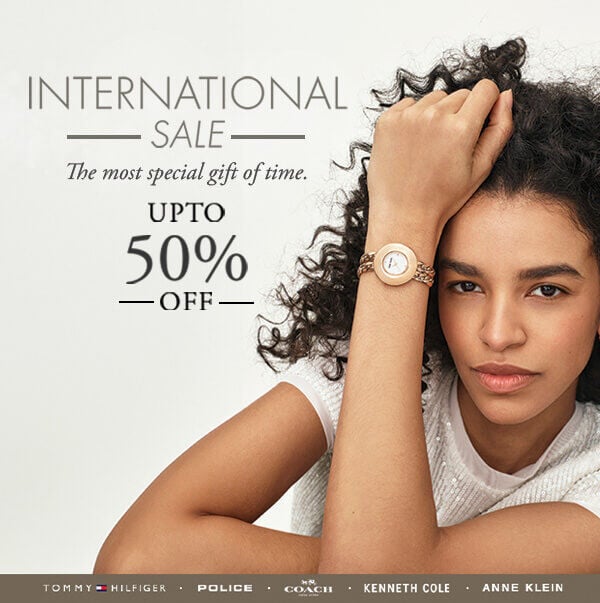 INTERNATIONAL
SALE
The most special gift of time.
UPTO
50%
OFF
TOMMY HILFIGER · POLICE · COACH · KENNETH COLE · ANNE KLEIN